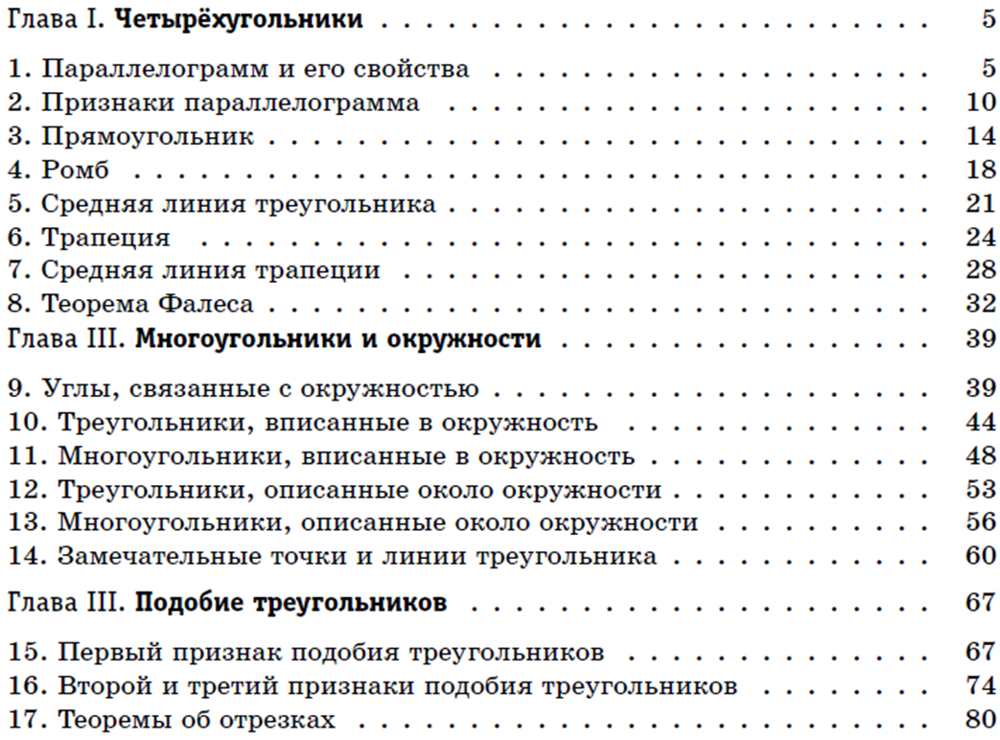 Глава I. Четырёхугольники . . . . . . . . . . . . . . . . . . . . . . . . . 5
1. Параллелограмм и его свойства . . . . . . . . . . . . . . . . . . . . 5
2. Признаки параллелограмма . . . . . . . . . . . . . . . . . . . . . . 10
3. Прямоугольник . . . . . . . . . . . . . . . . . . . . . . . . . . . . . . 14
4. Ромб . . . . . . . . . . . . . . . . . . . . . . . . . . . . . . . . . . . . 18
5. Средняя линия треугольника . . . . . . . . . . . . . . . . . . . . . . 21
6. Трапеция . . . . . . . . . . . . . . . . . . . . . . . . . . . . . . . . . 24
7. Средняя линия трапеции . . . . . . . . . . . . . . . . . . . . . . . . 28
8. Теорема Фалеса . . . . . . . . . . . . . . . . . . . . . . . . . . . . . . 32
Глава III. Многоугольники и окружности . . . . . . . . . . . . . . . . . 39
9. Углы, связанные с окружностью . . . . . . . . . . . . . . . . . . . . 39
10. Треугольники, вписанные в окружность . . . . . . . . . . . . . . 44
11. Многоугольники, вписанные в окружность . . . . . . . . . . . . . 48
12. Треугольники, описанные около окружности . . . . . . . . . . . . 53
13. Многоугольники, описанные около окружности . . . . . . . . . . 56
14. Замечательные точки и линии треугольника . . . . . . . . . . . . 60
Глава III. Подобие треугольников . . . . . . . . . . . . . . . . . . . . . 67
15. Первый признак подобия треугольников . . . . . . . . . . . . . . 67
16. Второй и третий признаки подобия треугольников . . . . . . . . 74
17. Теоремы об отрезках . . . . . . . . . . . . . . . . . . . . . . . . . . 80